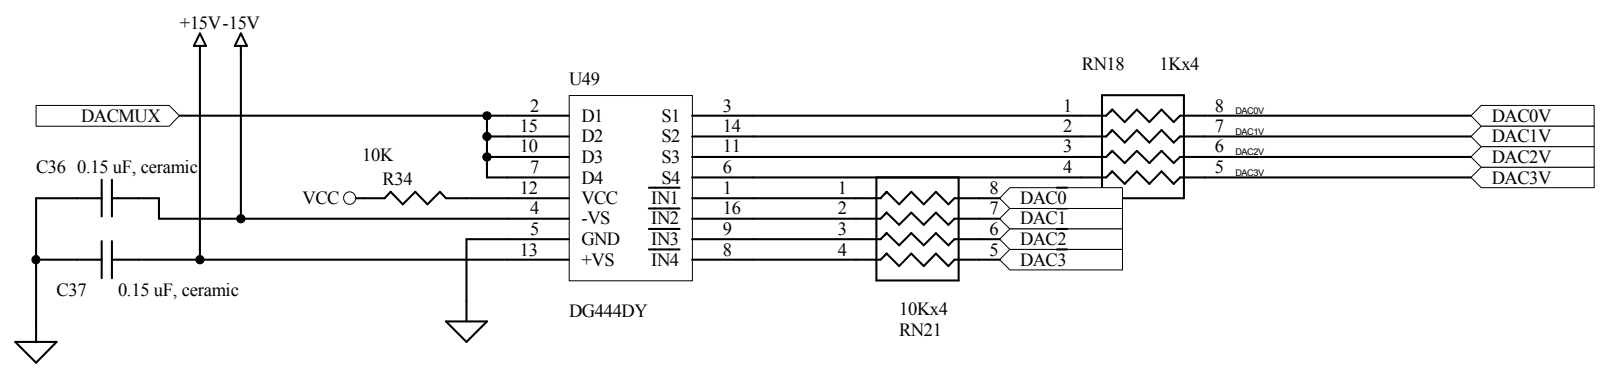 +15V -15V
U49
RN18 1Kx4
DACMUX
2 D1 S1 3 1 8 DAC0V DAC0V
15 D2 S2 14 2 7 DAC1V DAC1V
10 D3 S3 11 3 6 DAC2V DAC2V
7 D4 S4 6 4 5 DAC3V DAC3V
C36 0.15 uF, ceramic
10K
R34
VCC 12 VCC IN1 1 1 8 DAC0
4 -VS IN2 16 2 7 DAC1
5 GND IN3 9 3 6 DAC2
13 +VS IN4 8 4 5 DAC3
C37 0.15 uF, ceramic
DG444DY
10Kx4
RN21